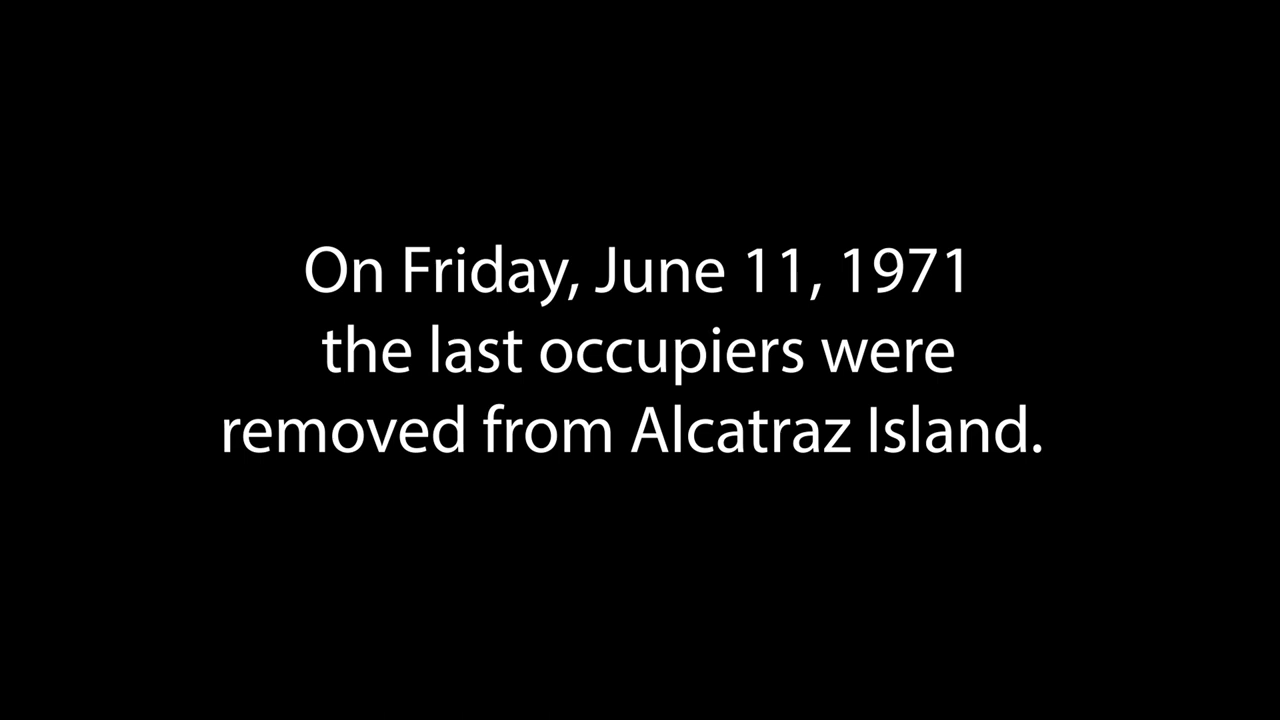 On Friday, June 11, 1971
the last occupiers were
removed from Alcatraz Island.